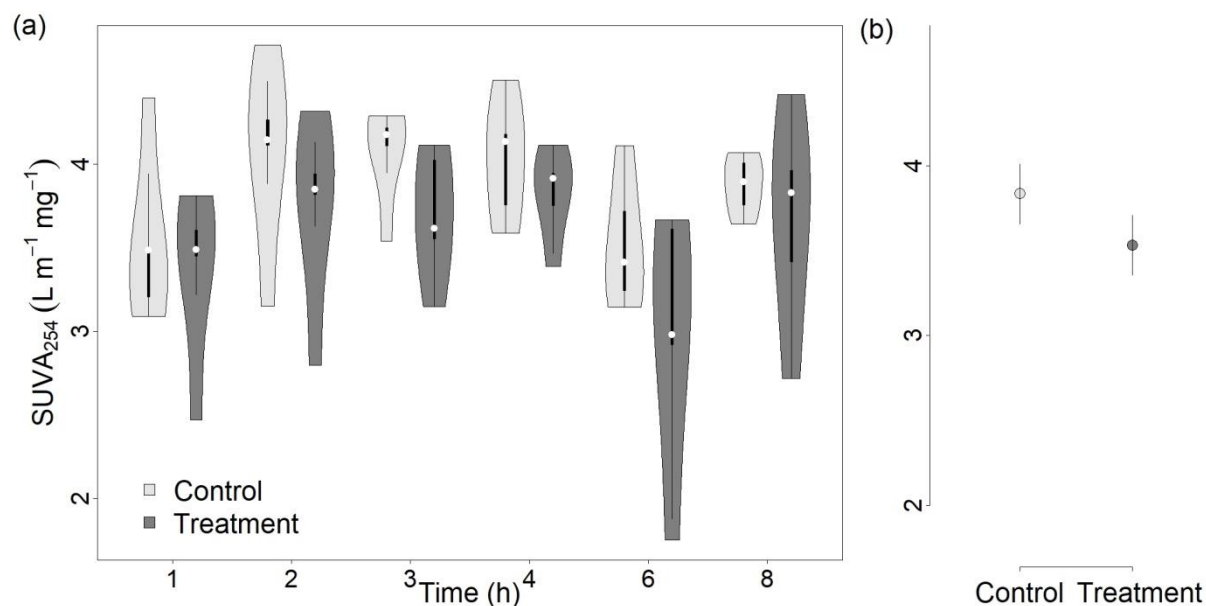 (a)
SUVA₂₅₄ (L m⁻¹ mg⁻¹)
4
3
2
Control
Treatment
1 2 3 4 6 8
Time (h)
(b)
4
3
2
Control Treatment